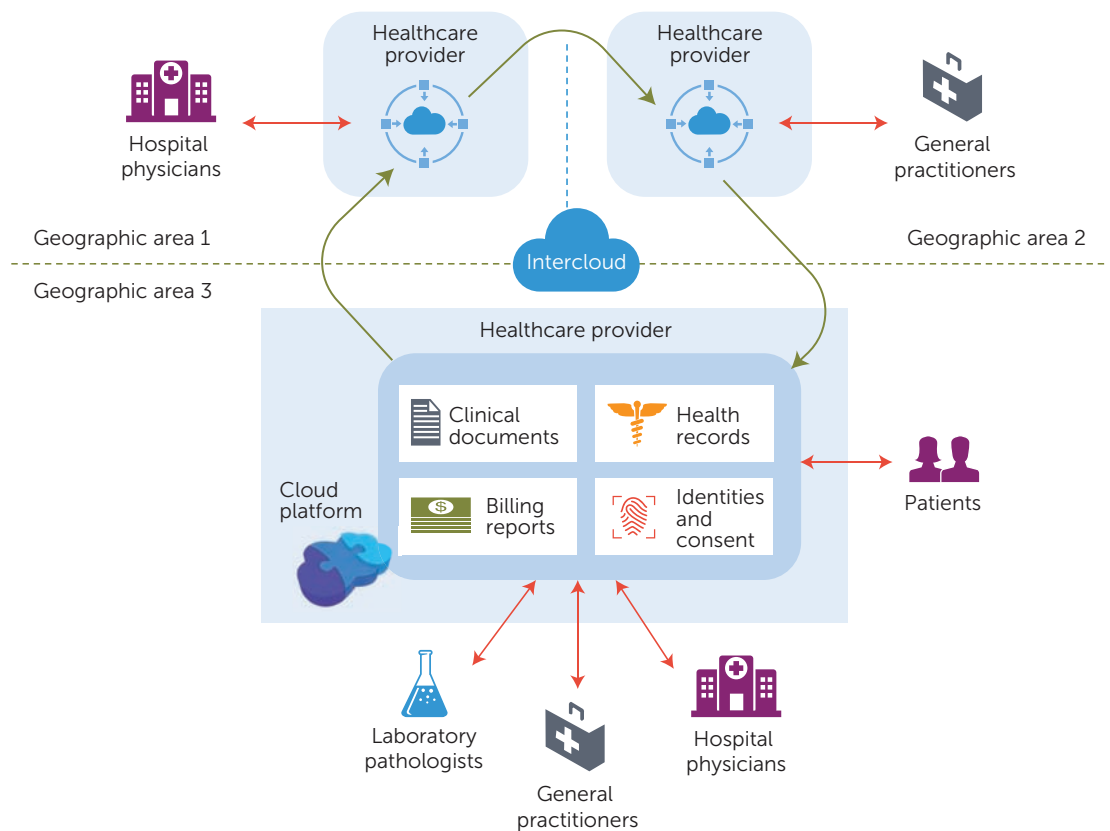 Healthcare
provider
Healthcare
provider
Hospital
physicians
General
practitioners
Geographic area 1
Geographic area 2
Intercloud
Geographic area 3
Healthcare provider
Clinical
documents
Health
records
Cloud
platform
Billing
reports
$
Identities
and
consent
Patients
Laboratory
pathologists
General
practitioners
Hospital
physicians